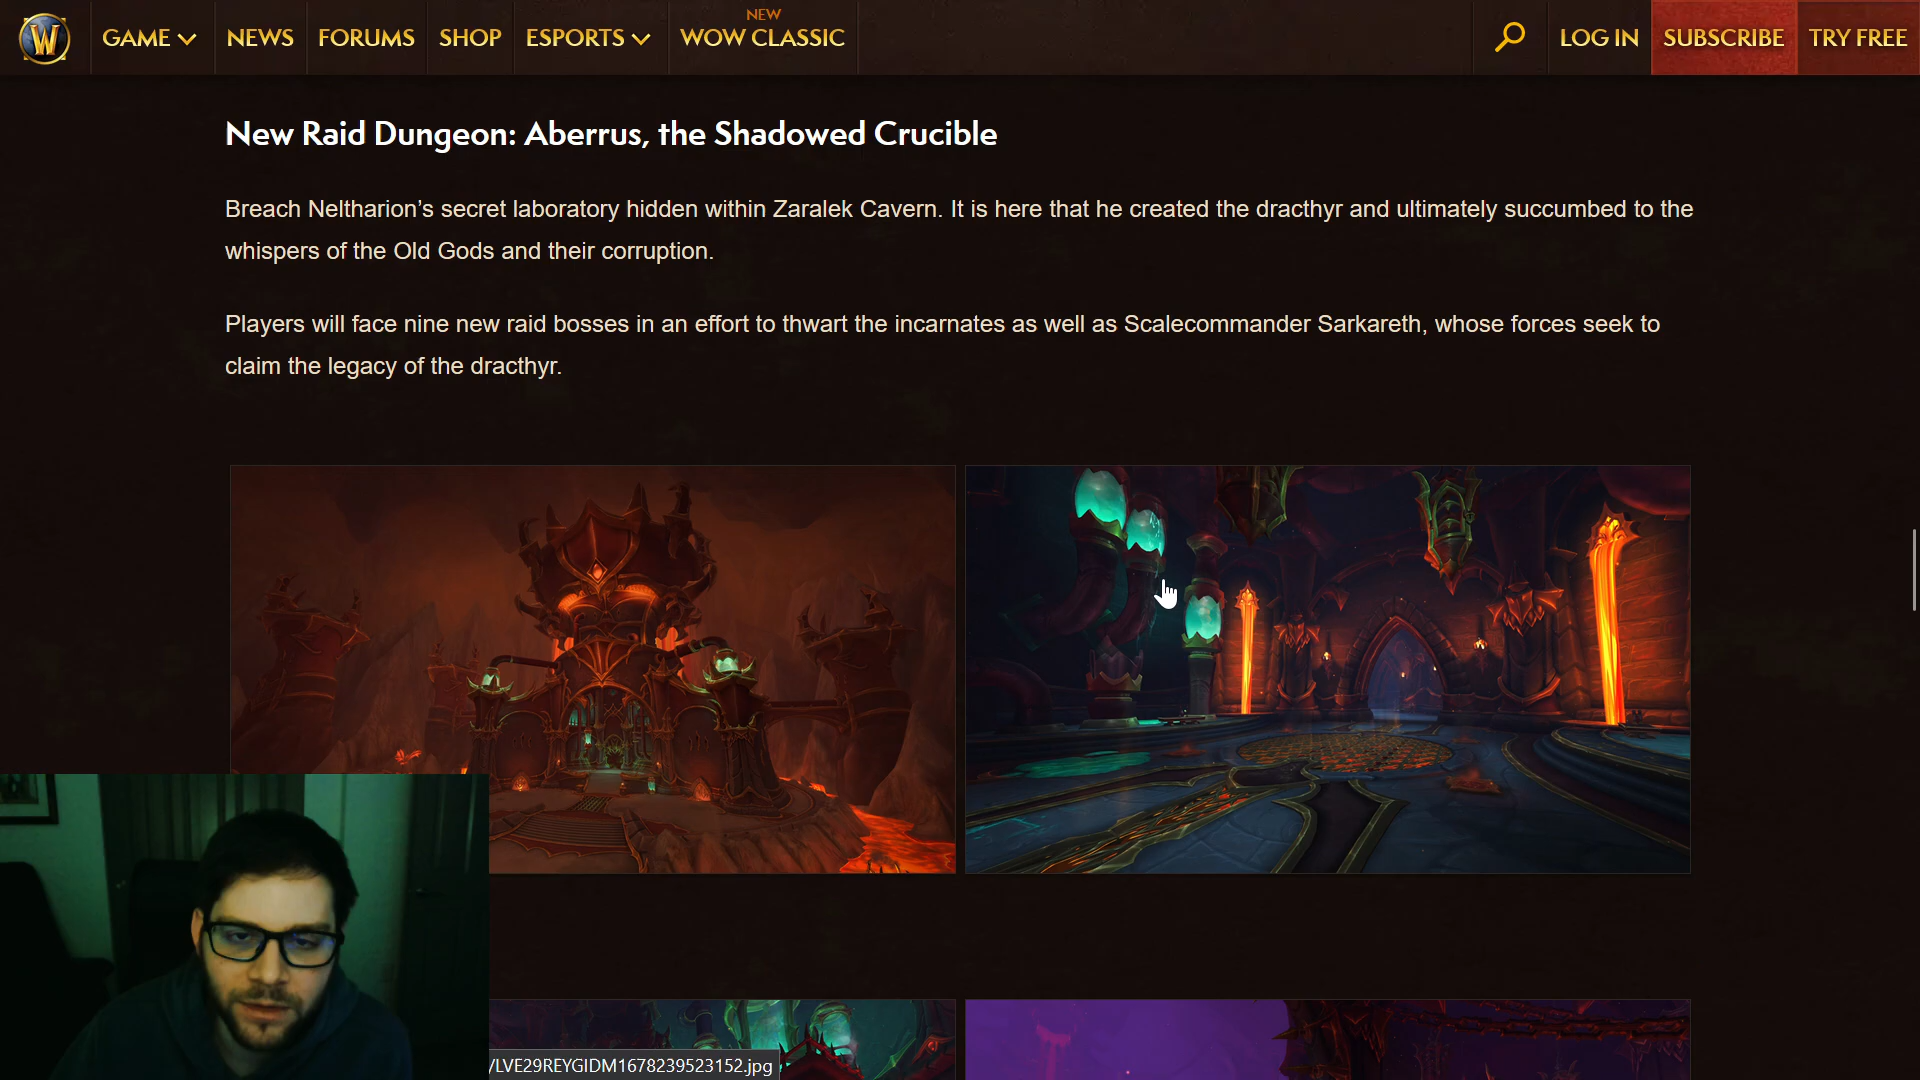 W
GAME
NEWS
FORUMS
SHOP
ESPORTS
NEW
WOW CLASSIC
LOG IN
SUBSCRIBE
TRY FREE
New Raid Dungeon: Aberrus, the Shadowed Crucible
Breach Neltharion’s secret laboratory hidden within Zaralek Cavern. It is here that he created the dracthyr and ultimately succumbed to the
whispers of the Old Gods and their corruption.
Players will face nine new raid bosses in an effort to thwart the incarnates as well as Scalecommander Sarkareth, whose forces seek to
claim the legacy of the dracthyr.
/LVE29REYGIDM1678239523152.jpg